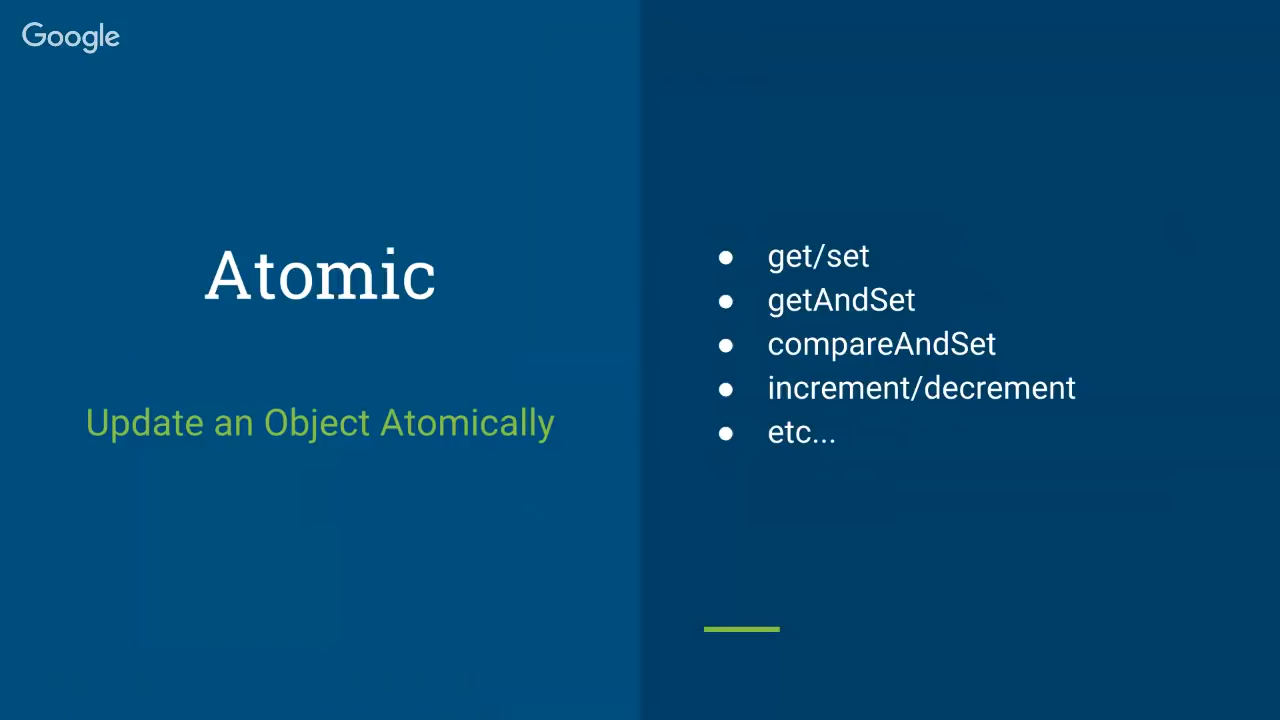 Google
Atomic
Update an Object Atomically
● get/set
● getAndSet
● compareAndSet
● increment/decrement
● etc...